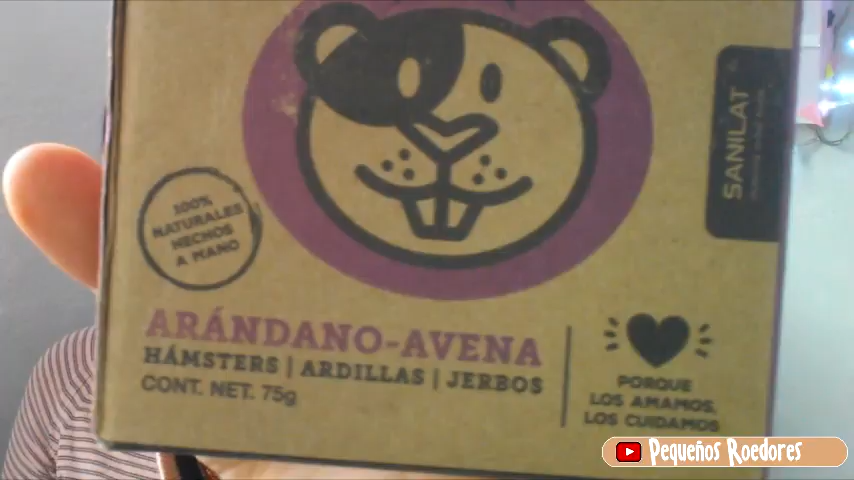 SANILAT
100%
NATURALES
HECHOS
A MANO
ARÁNDANO-AVENA
HÁMSTERS | ARDILLAS | JERBOS
CONT. NET. 75g
PORQUE
LOS AMAMOS,
LOS CUIDAMOS
Pequeños Roedores